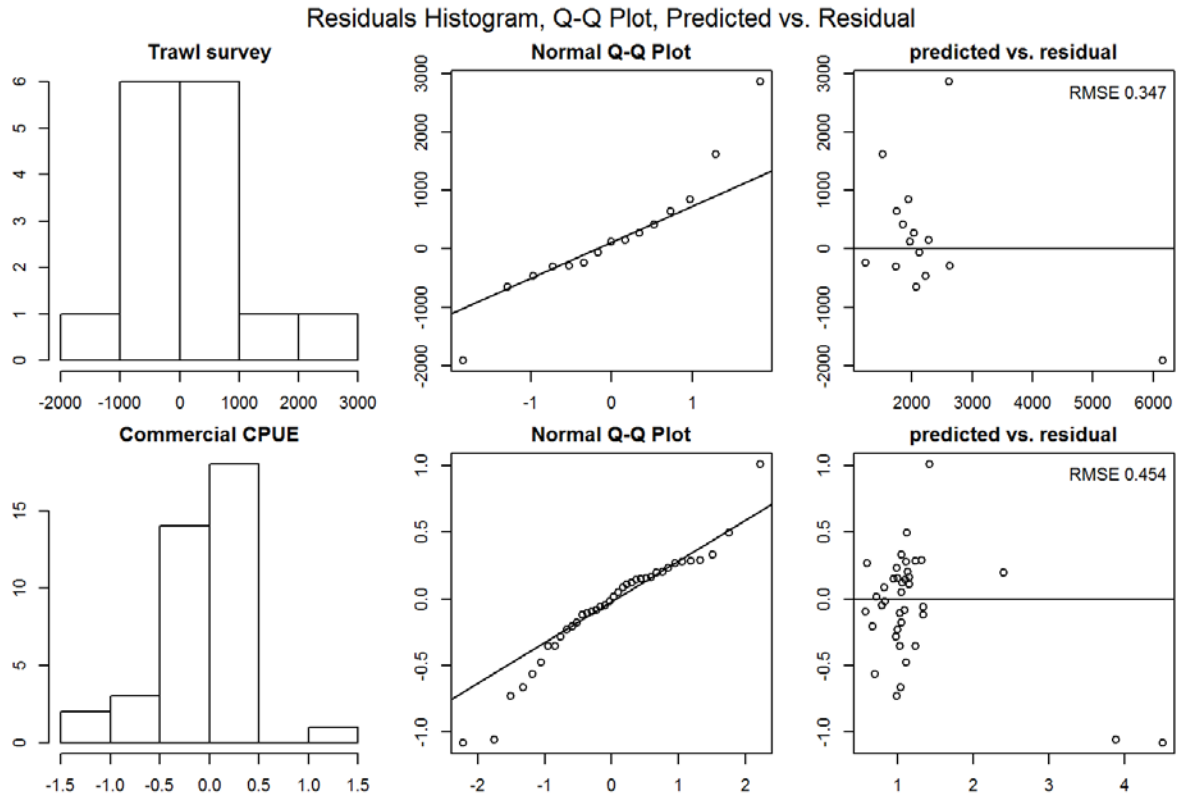 Residuals Histogram, Q-Q Plot, Predicted vs. Residual
Trawl survey
0 1 2 3 4 5 6
-2000 -1000 0 1000 2000 3000
Normal Q-Q Plot
-2000 -1000 0 1000 2000 3000
-1 0 1
predicted vs. residual
RMSE 0.347
-2000 -1000 0 1000 2000 3000
2000 3000 4000 5000 6000
Commercial CPUE
0 5 10 15
-1.5 -1.0 -0.5 0.0 0.5 1.0 1.5
Normal Q-Q Plot
-1.0 -0.5 0.0 0.5 1.0
-2 -1 0 1 2
predicted vs. residual
RMSE 0.454
-1.0 -0.5 0.0 0.5 1.0
1 2 3 4